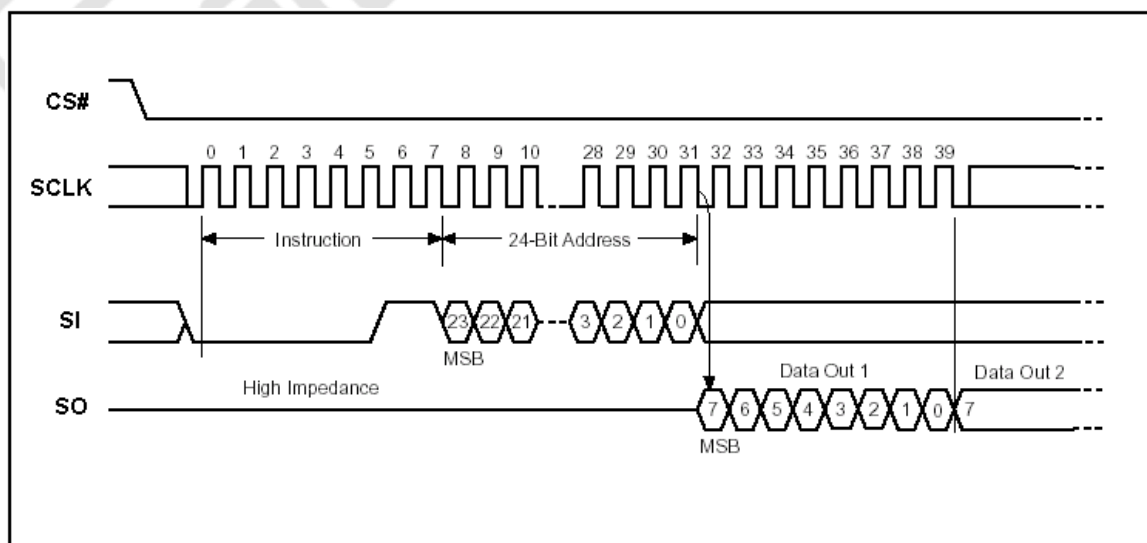 CS#
0 1 2 3 4 5 6 7 8 9 10 28 29 30 31 32 33 34 35 36 37 38 39
SCLK
Instruction 24-Bit Address
SI 23 22 21 3 2 1 0
MSB
High Impedance Data Out 1 Data Out 2
SO 7 6 5 4 3 2 1 0 7
MSB